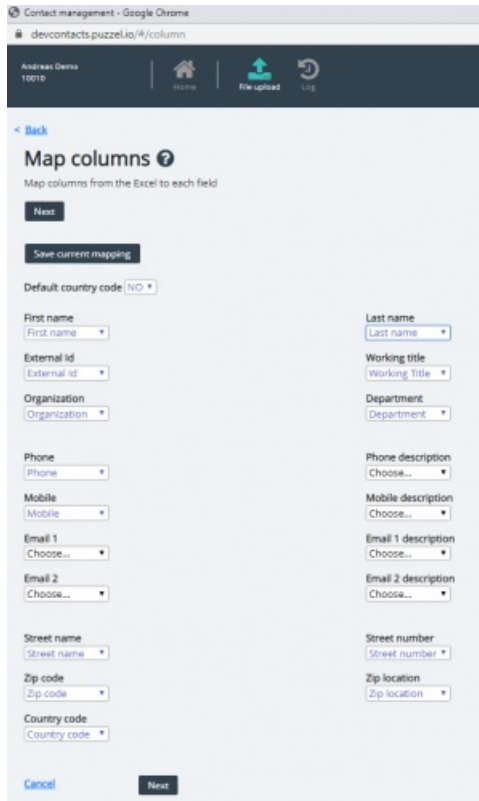 Contact management - Google Chrome
devcontacts.puzzel.io/#/column
Andreas Demo
10010
Home
File upload
Log
< Back
Map columns ?
Map columns from the Excel to each field
Next
Save current mapping
Default country code NO
First name Last name
First name Last name
External Id Working title
External Id Working Title
Organization Department
Organization Department
Phone Phone description
Phone Choose...
Mobile Mobile description
Mobile Choose...
Email 1 Email 1 description
Choose... Choose...
Email 2 Email 2 description
Choose... Choose...
Street name Street number
Street name Street number
Zip code Zip location
Zip code Zip location
Country code
Country code
Cancel Next